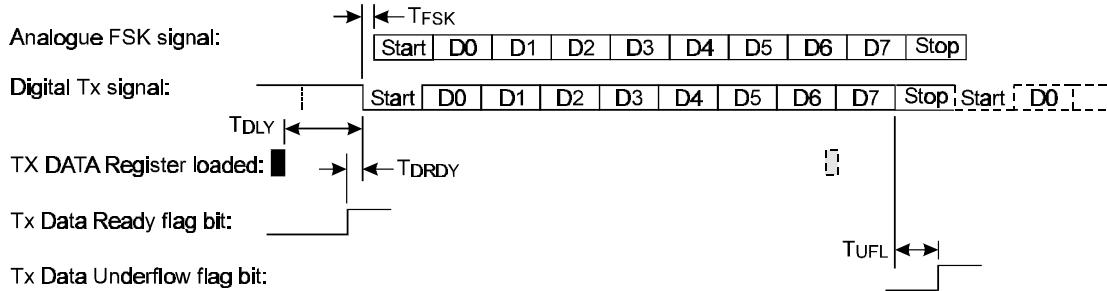 TFSK
Analogue FSK signal: Start D0 D1 D2 D3 D4 D5 D6 D7 Stop
Digital Tx signal: Start D0 D1 D2 D3 D4 D5 D6 D7 Stop Start D0
TDLY
TX DATA Register loaded: TDRDY
Tx Data Ready flag bit:
TUFL
Tx Data Underflow flag bit: